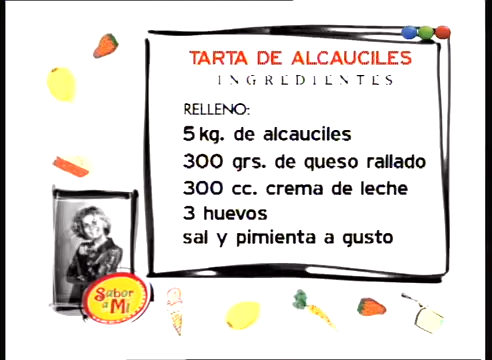 TARTA DE ALCAUCILES
INGREDIENTES
RELLENO:
5 kg. de alcauciles
300 grs. de queso rallado
300 cc. crema de leche
3 huevos
sal y pimienta a gusto
Sabor
a Mi